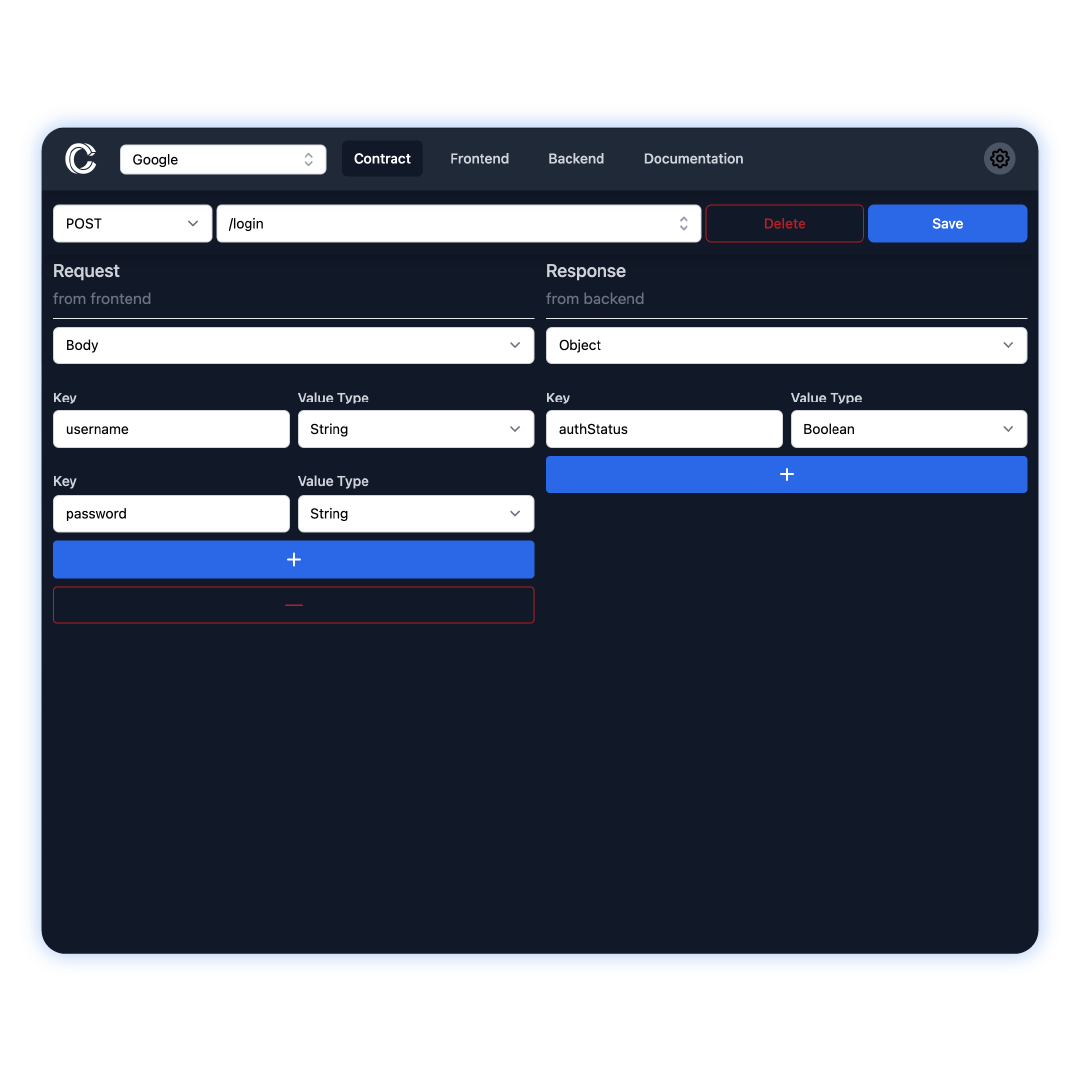 Google Contract Frontend Backend Documentation
POST /login Delete Save
Request
from frontend
Body
Key Value Type
username String
Key Value Type
password String
+
—
Response
from backend
Object
Key Value Type
authStatus Boolean
+